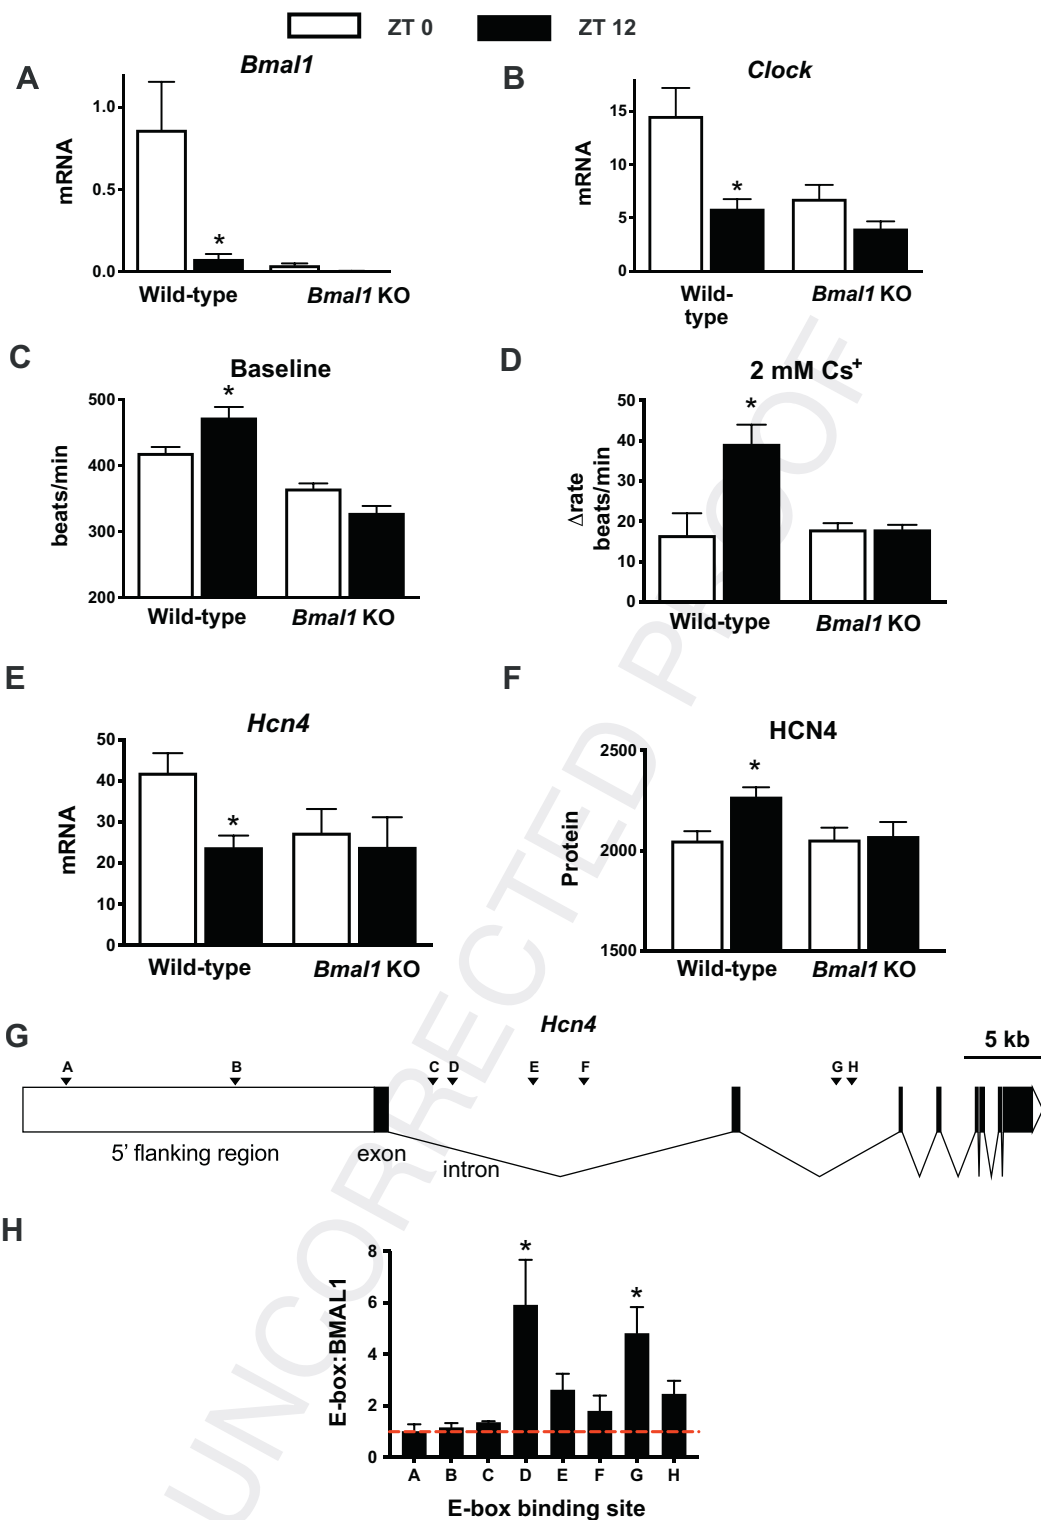 ZT 0 ZT 12
A
Bmal1
mRNA
1.0
0.5
0.0
*
Wild-type Bmal1 KO
B
Clock
mRNA
15
10
5
0
*
Wild-
type
Bmal1 KO
C
Baseline
beats/min
500
400
300
200
*
Wild-type Bmal1 KO
D
2 mM Cs+
Δrate
beats/min
50
40
30
20
10
0
*
Wild-type Bmal1 KO
E
Hcn4
mRNA
50
40
30
20
10
0
*
Wild-type Bmal1 KO
F
HCN4
Protein
2500
2000
1500
*
Wild-type Bmal1 KO
G
Hcn4
5 kb
A B C D E F G H
5’ flanking region exon intron
H
E-box:BMAL1
8
6
4
2
0
* *
A B C D E F G H
E-box binding site
UNCORRECTED PROOF